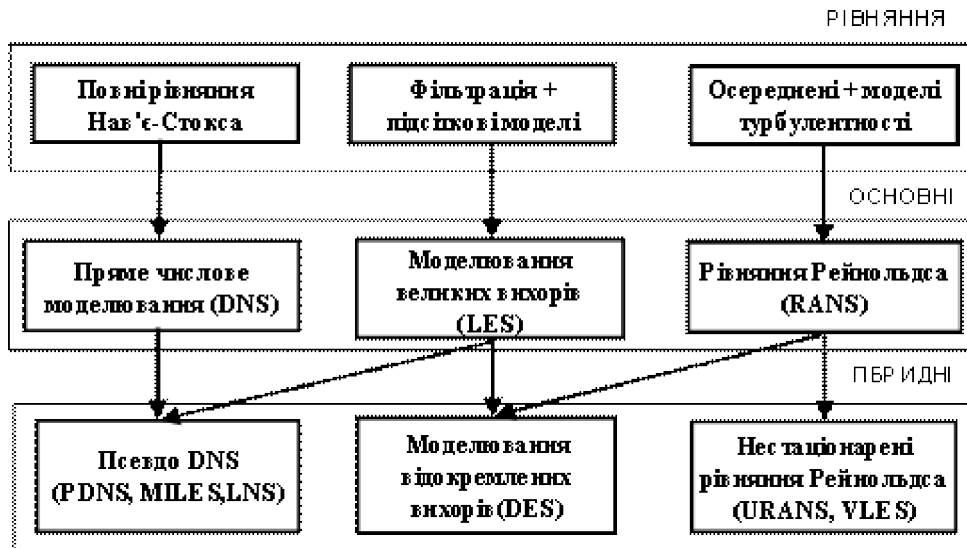 РІВНЯННЯ
Повні рівняння
Нав'є-Стокса
Фільтрація +
підсіткові моделі
Осереднені + моделі
турбулентності
ОСНОВНІ
Пряме числове
моделювання (DNS)
Моделювання
великих вихорів
(LES)
Рівняння Рейнольдса
(RANS)
ГІБРИДНІ
Псевдо DNS
(PDNS, MILES,LNS)
Моделювання
відокремлених
вихорів (DES)
Нестаціонарені
рівняння Рейнольдса
(URANS, VLES)